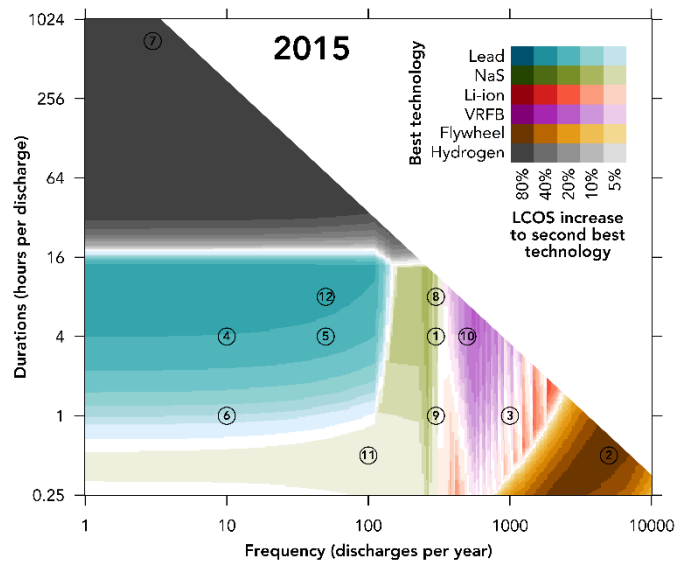 2015
Best technology
Lead
NaS
Li-ion
VRFB
Flywheel
Hydrogen
80%
40%
20%
10%
5%
LCOS increase
to second best
technology
Durations (hours per discharge)
1024
256
64
16
4
1
0.25
7
12
8
4
5
1
10
6
9
3
11
2
1
10
100
1000
10000
Frequency (discharges per year)